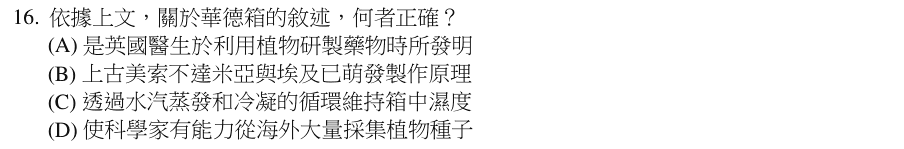 16. 依據上文，關於華德箱的敘述，何者正確？
(A) 是英國醫生於利用植物研製藥物時所發明
(B) 上古美索不達米亞與埃及已萌發製作原理
(C) 透過水汽蒸發和冷凝的循環維持箱中濕度
(D) 使科學家有能力從海外大量採集植物種子